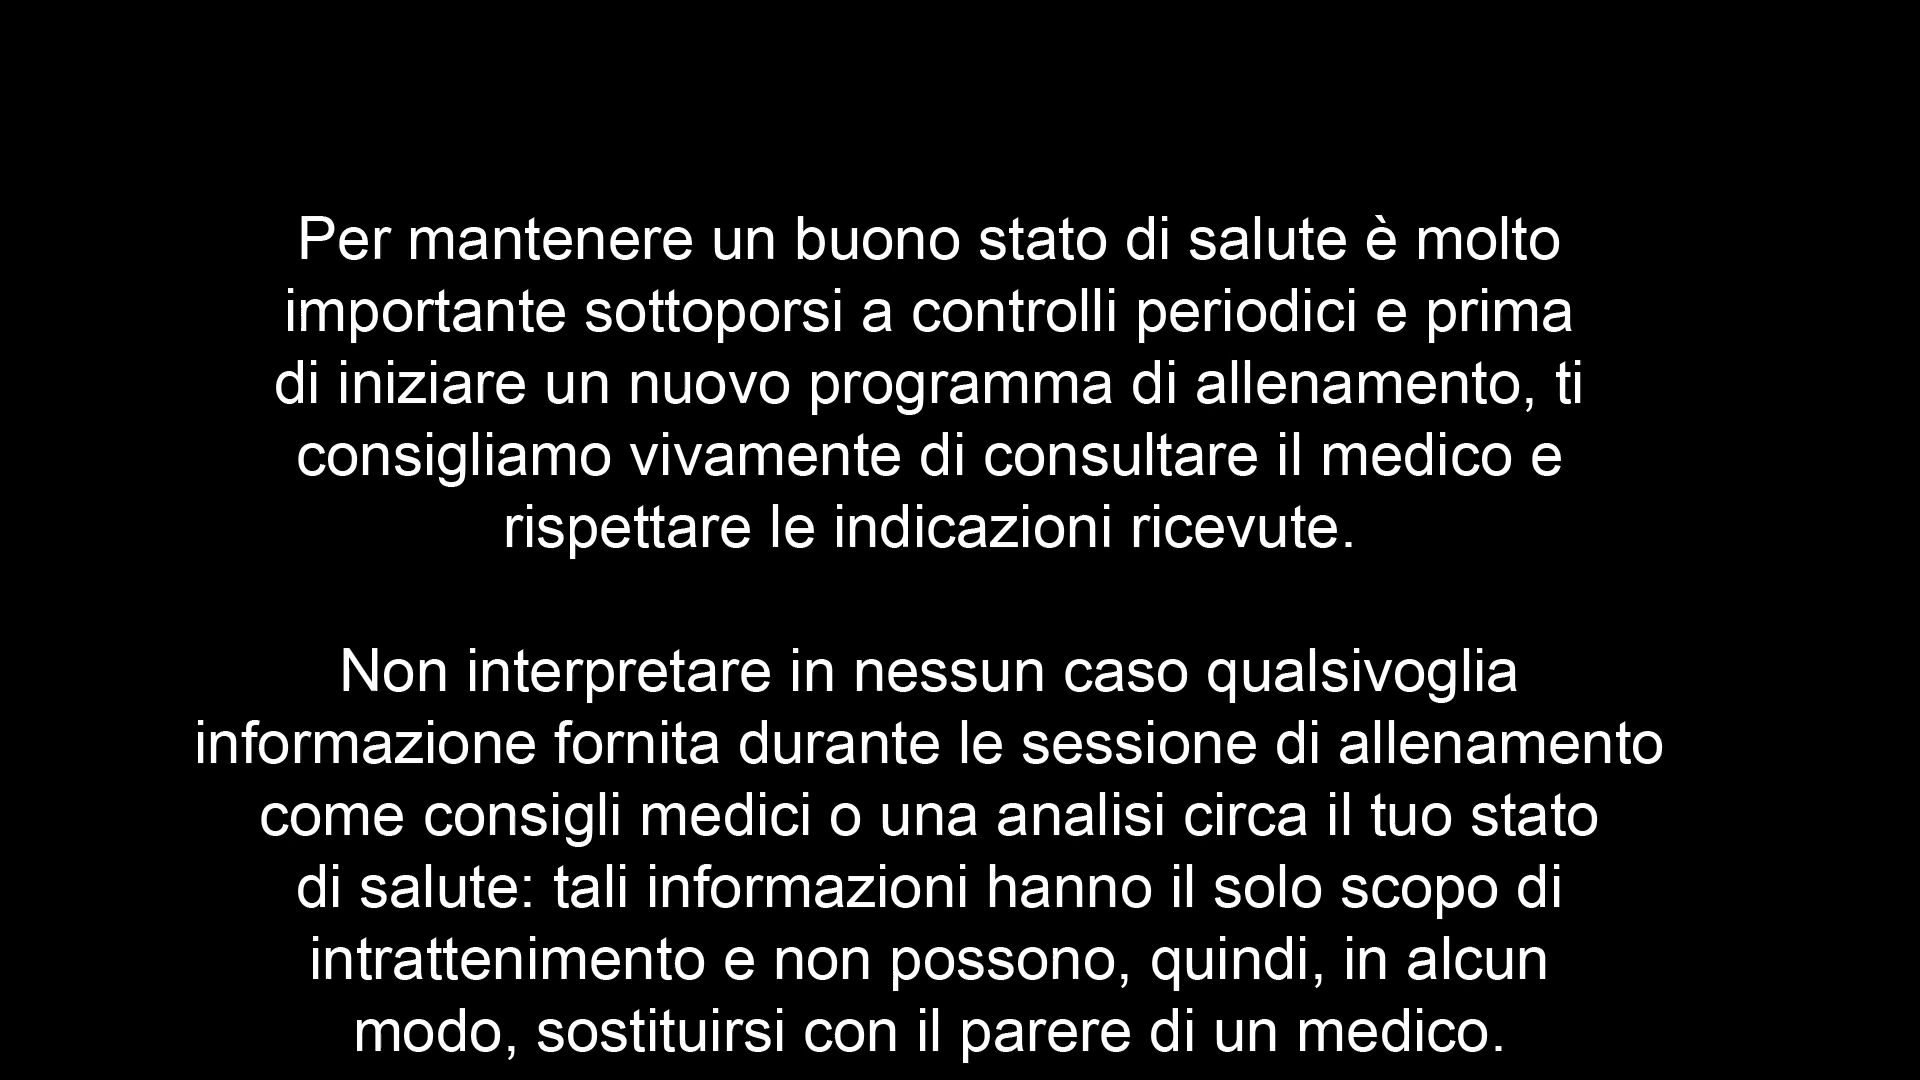 Per mantenere un buono stato di salute è molto
importante sottoporsi a controlli periodici e prima
di iniziare un nuovo programma di allenamento, ti
consigliamo vivamente di consultare il medico e
rispettare le indicazioni ricevute.
Non interpretare in nessun caso qualsivoglia
informazione fornita durante le sessione di allenamento
come consigli medici o una analisi circa il tuo stato
di salute: tali informazioni hanno il solo scopo di
intrattenimento e non possono, quindi, in alcun
modo, sostituirsi con il parere di un medico.